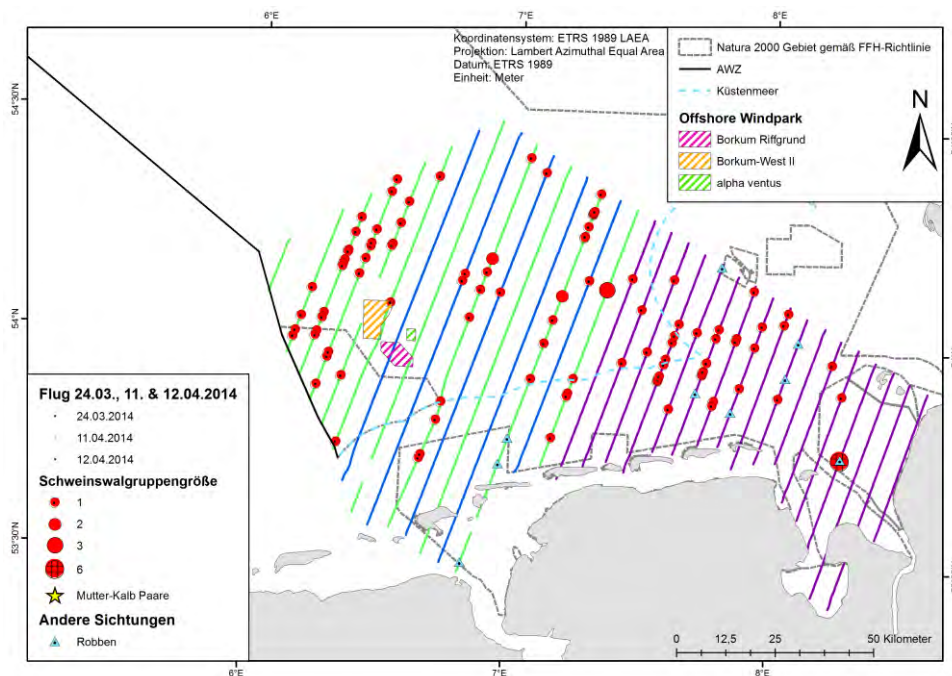 6°E 7°E 8°E
Koordinatensystem: ETRS 1989 LAEA
Projektion: Lambert Azimuthal Equal Area
Datum: ETRS 1989
Einheit: Meter
Natura 2000 Gebiet gemäß FFH-Richtlinie
AWZ
Küstenmeer
Offshore Windpark
Borkum Riffgrund
Borkum-West II
alpha ventus
N
54°30'N
54°N
53°30'N
Flug 24.03., 11. & 12.04.2014
24.03.2014
11.04.2014
12.04.2014
Schweinswalgruppengröße
1
2
3
6
Mutter-Kalb Paare
Andere Sichtungen
Robben
0 12,5 25 50 Kilometer
6°E 7°E 8°E